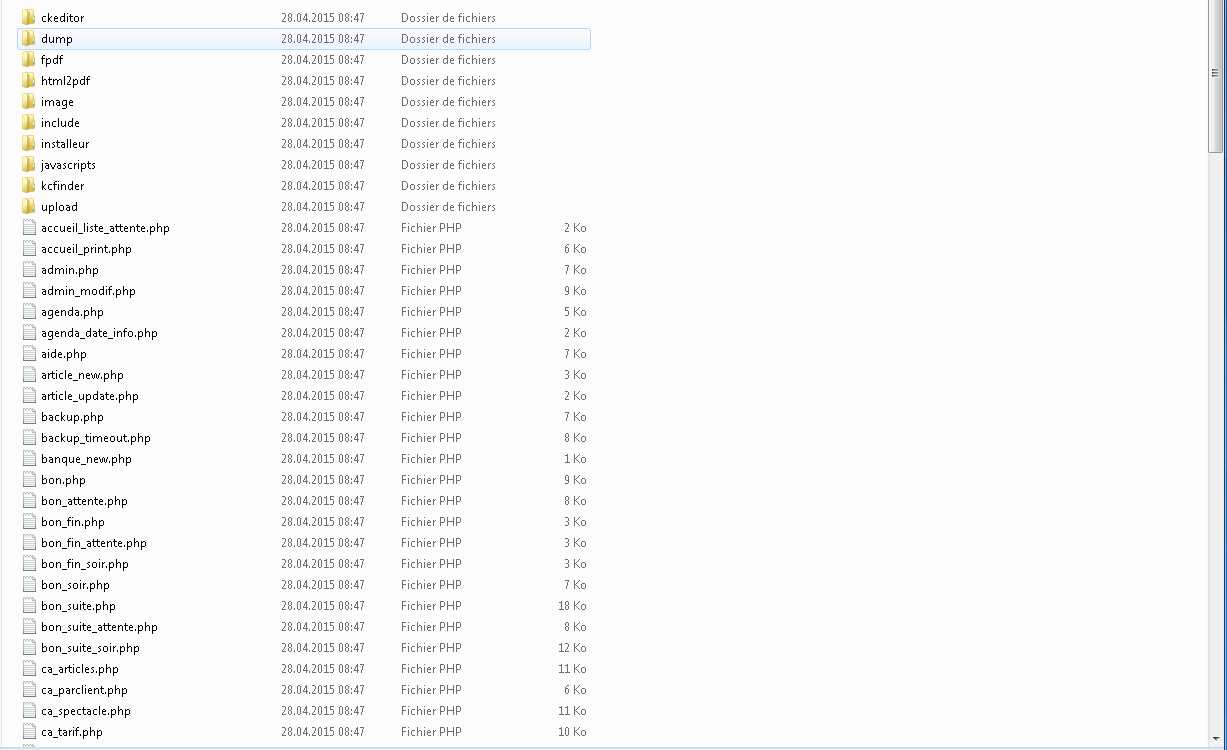 ckeditor 28.04.2015 08:47 Dossier de fichiers
dump 28.04.2015 08:47 Dossier de fichiers
fpdf 28.04.2015 08:47 Dossier de fichiers
html2pdf 28.04.2015 08:47 Dossier de fichiers
image 28.04.2015 08:47 Dossier de fichiers
include 28.04.2015 08:47 Dossier de fichiers
installeur 28.04.2015 08:47 Dossier de fichiers
javascripts 28.04.2015 08:47 Dossier de fichiers
kcfinder 28.04.2015 08:47 Dossier de fichiers
upload 28.04.2015 08:47 Dossier de fichiers
accueil_liste_attente.php 28.04.2015 08:47 Fichier PHP 2 Ko
accueil_print.php 28.04.2015 08:47 Fichier PHP 6 Ko
admin.php 28.04.2015 08:47 Fichier PHP 7 Ko
admin_modif.php 28.04.2015 08:47 Fichier PHP 9 Ko
agenda.php 28.04.2015 08:47 Fichier PHP 5 Ko
agenda_date_info.php 28.04.2015 08:47 Fichier PHP 2 Ko
aide.php 28.04.2015 08:47 Fichier PHP 7 Ko
article_new.php 28.04.2015 08:47 Fichier PHP 3 Ko
article_update.php 28.04.2015 08:47 Fichier PHP 2 Ko
backup.php 28.04.2015 08:47 Fichier PHP 7 Ko
backup_timeout.php 28.04.2015 08:47 Fichier PHP 8 Ko
banque_new.php 28.04.2015 08:47 Fichier PHP 1 Ko
bon.php 28.04.2015 08:47 Fichier PHP 9 Ko
bon_attente.php 28.04.2015 08:47 Fichier PHP 8 Ko
bon_fin.php 28.04.2015 08:47 Fichier PHP 3 Ko
bon_fin_attente.php 28.04.2015 08:47 Fichier PHP 3 Ko
bon_fin_soir.php 28.04.2015 08:47 Fichier PHP 3 Ko
bon_soir.php 28.04.2015 08:47 Fichier PHP 7 Ko
bon_suite.php 28.04.2015 08:47 Fichier PHP 18 Ko
bon_suite_attente.php 28.04.2015 08:47 Fichier PHP 8 Ko
bon_suite_soir.php 28.04.2015 08:47 Fichier PHP 12 Ko
ca_articles.php 28.04.2015 08:47 Fichier PHP 11 Ko
ca_parclient.php 28.04.2015 08:47 Fichier PHP 6 Ko
ca_spectacle.php 28.04.2015 08:47 Fichier PHP 11 Ko
ca_tarif.php 28.04.2015 08:47 Fichier PHP 10 Ko